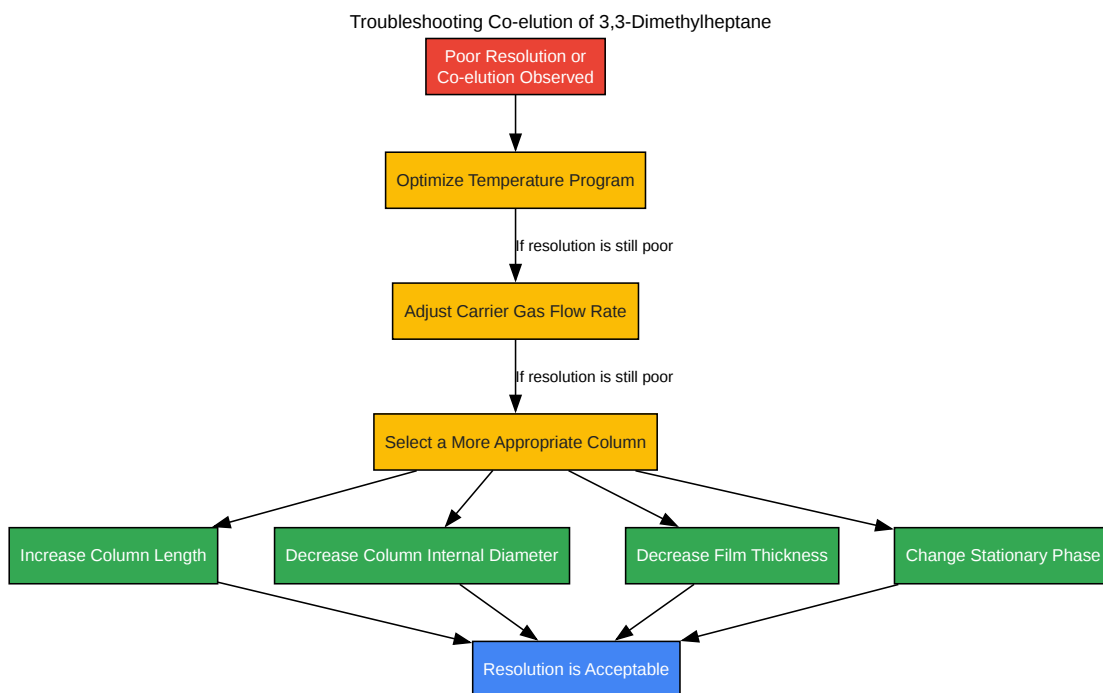 Troubleshooting Co-elution of 3,3-Dimethylheptane
Poor Resolution or
Co-elution Observed
Optimize Temperature Program
If resolution is still poor
Adjust Carrier Gas Flow Rate
If resolution is still poor
Select a More Appropriate Column
Increase Column Length
Decrease Column Internal Diameter
Decrease Film Thickness
Change Stationary Phase
Resolution is Acceptable